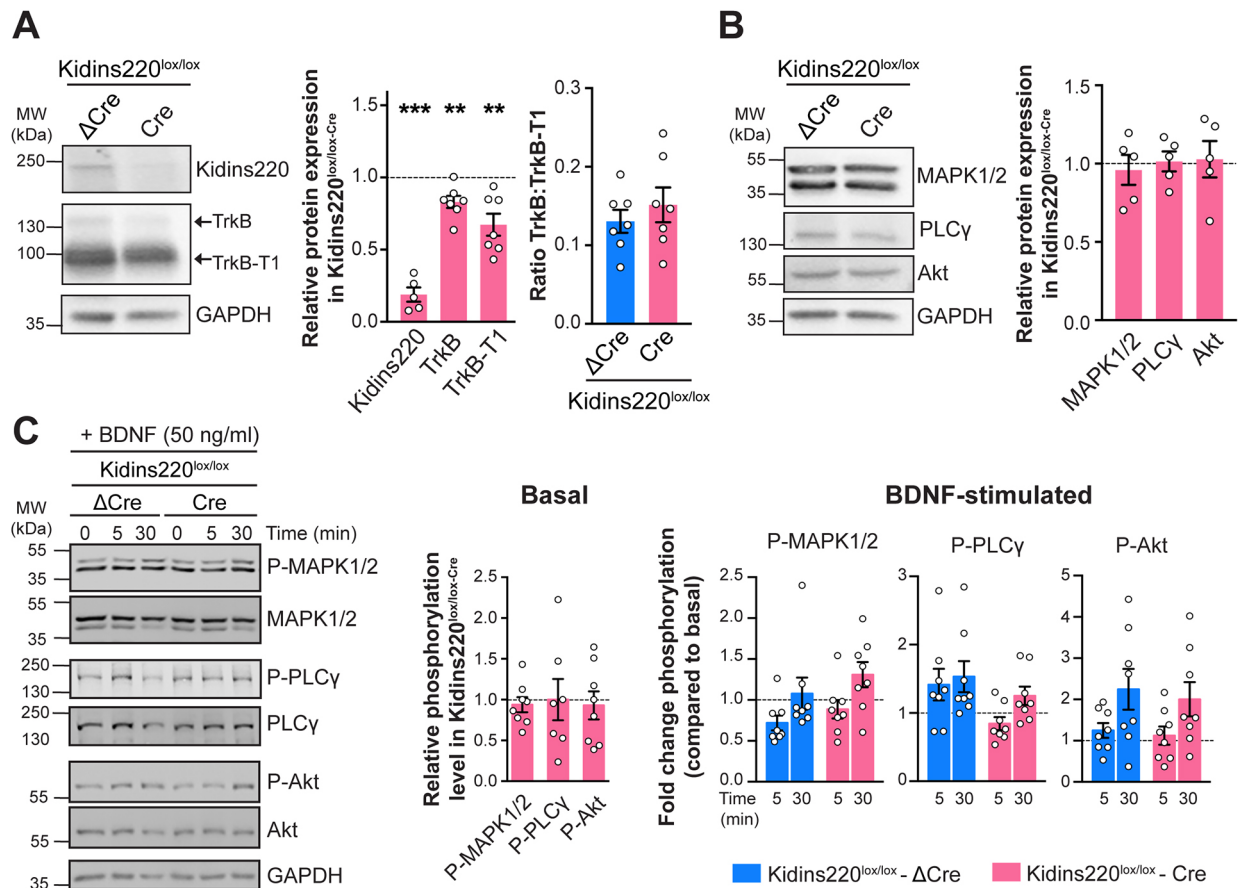 A
Kidins220lox/lox
MW
(kDa)
ΔCre
Cre
250
Kidins220
130
TrkB
100
TrkB-T1
35
GAPDH
Relative protein expression
in Kidins220lox/lox-Cre
1.5
1.0
0.5
0.0
***
**
**
Kidins220
TrkB
TrkB-T1
Ratio TrkB:TrkB-T1
0.3
0.2
0.1
0.0
ΔCre
Cre
Kidins220lox/lox
B
Kidins220lox/lox
MW
(kDa)
ΔCre
Cre
55
35
MAPK1/2
130
PLCγ
55
Akt
35
GAPDH
Relative protein expression
in Kidins220lox/lox-Cre
1.5
1.0
0.5
0.0
MAPK1/2
PLCγ
Akt
C
+ BDNF (50 ng/ml)
Kidins220lox/lox
MW
(kDa)
ΔCre
Cre
0 5 30 0 5 30 Time (min)
55
35
P-MAPK1/2
55
35
MAPK1/2
250
130
P-PLCγ
250
130
PLCγ
55
P-Akt
55
Akt
35
GAPDH
Basal
Relative phosphorylation
level in Kidins220lox/lox-Cre
2.5
2.0
1.5
1.0
0.5
0.0
P-MAPK1/2
P-PLCγ
P-Akt
BDNF-stimulated
Fold change phosphorylation
(compared to basal)
P-MAPK1/2
2.5
2.0
1.5
1.0
0.5
0.0
Time
(min)
5 30 5 30
P-PLCγ
3
2
1
0
5 30 5 30
P-Akt
5
4
3
2
1
0
5 30 5 30
Kidins220lox/lox - ΔCre
Kidins220lox/lox - Cre